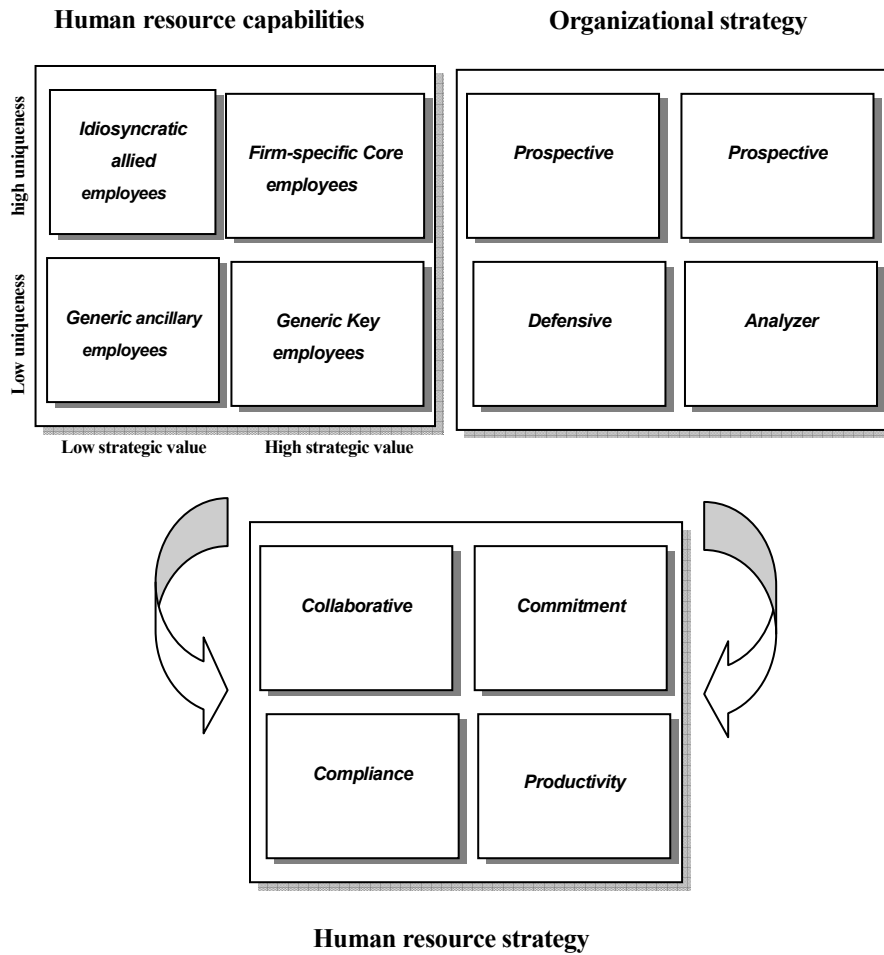 Human resource capabilities
Organizational strategy
high uniqueness
Low uniqueness
Idiosyncratic
allied
employees
Firm-specific Core
employees
Generic ancillary
employees
Generic Key
employees
Low strategic value
High strategic value
Prospective
Prospective
Defensive
Analyzer
Collaborative
Commitment
Compliance
Productivity
Human resource strategy